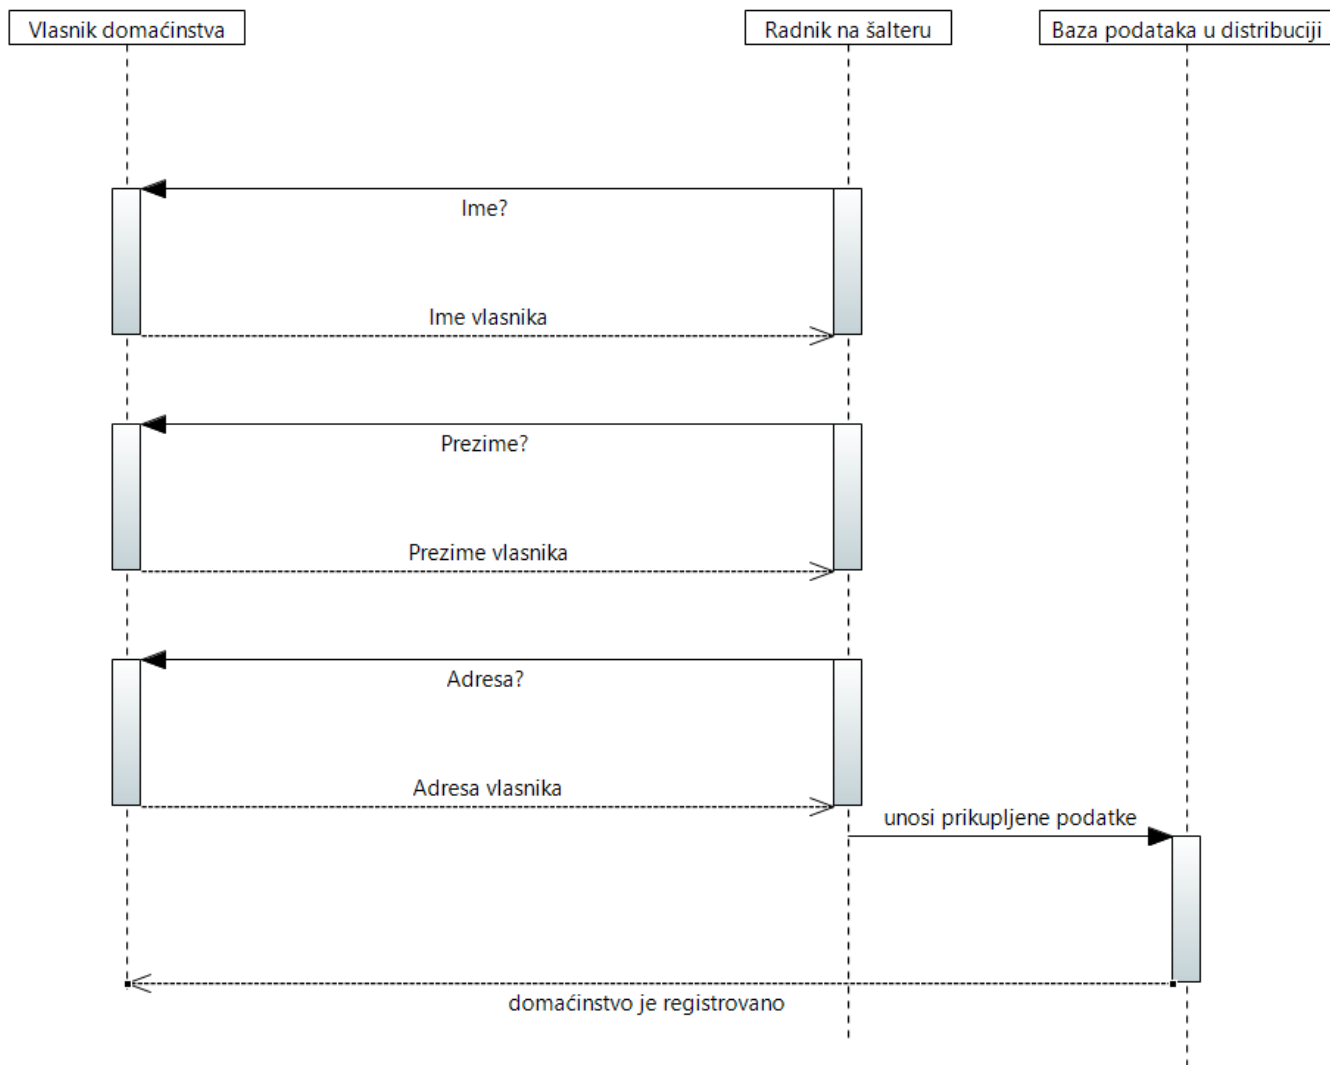 Vlasnik domaćinstva
Radnik na šalteru
Baza podataka u distribuciji
Ime?
Ime vlasnika
Prezime?
Prezime vlasnika
Adresa?
Adresa vlasnika
unosi prikupljene podatke
domaćinstvo je registrovano